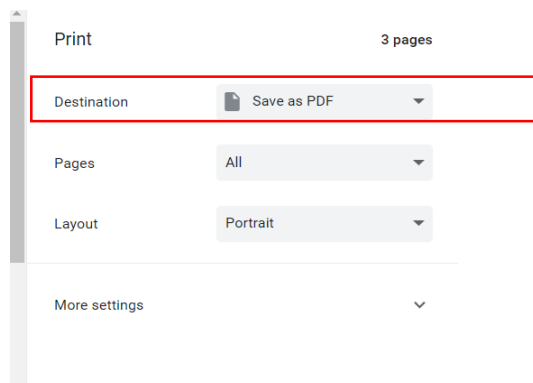 Print 3 pages
Destination Save as PDF
Pages All
Layout Portrait
More settings